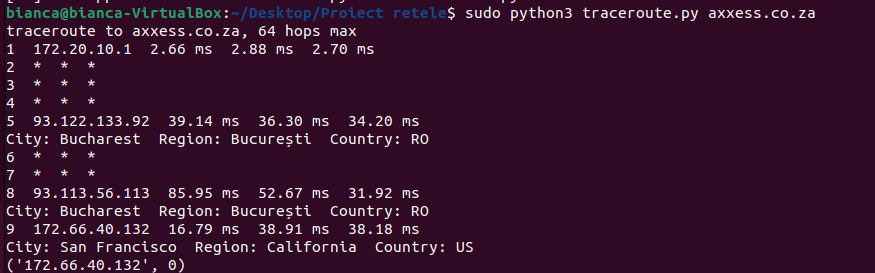 bianca@bianca-VirtualBox:~/Desktop/Proiect retele$ sudo python3 traceroute.py axxess.co.za
traceroute to axxess.co.za, 64 hops max
1  172.20.10.1  2.66 ms  2.88 ms  2.70 ms
2  *  *  *
3  *  *  *
4  *  *  *
5  93.122.133.92  39.14 ms  36.30 ms  34.20 ms
City: Bucharest  Region: București  Country: RO
6  *  *  *
7  *  *  *
8  93.113.56.113  85.95 ms  52.67 ms  31.92 ms
City: Bucharest  Region: București  Country: RO
9  172.66.40.132  16.79 ms  38.91 ms  38.18 ms
City: San Francisco  Region: California  Country: US
('172.66.40.132', 0)